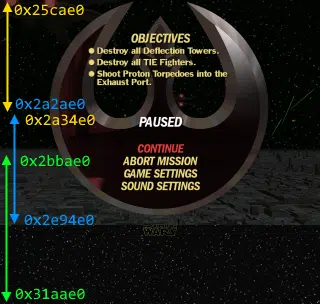 0x25cae0
OBJECTIVES
Destroy all Deflection Towers.
Destroy all TIE Fighters.
Shoot Proton Torpedoes into the
Exhaust Port.
0x2a2ae0
0x2a34e0
PAUSED
CONTINUE
0x2bbae0
ABORT MISSION
GAME SETTINGS
SOUND SETTINGS
0x2e94e0
WARS
0x31aae0